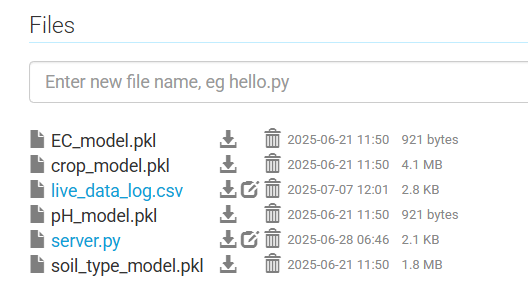 Files
Enter new file name, eg hello.py
EC_model.pkl 2025-06-21 11:50 921 bytes
crop_model.pkl 2025-06-21 11:50 4.1 MB
live_data_log.csv 2025-07-07 12:01 2.8 KB
pH_model.pkl 2025-06-21 11:50 921 bytes
server.py 2025-06-28 06:46 2.1 KB
soil_type_model.pkl 2025-06-21 11:50 1.8 MB